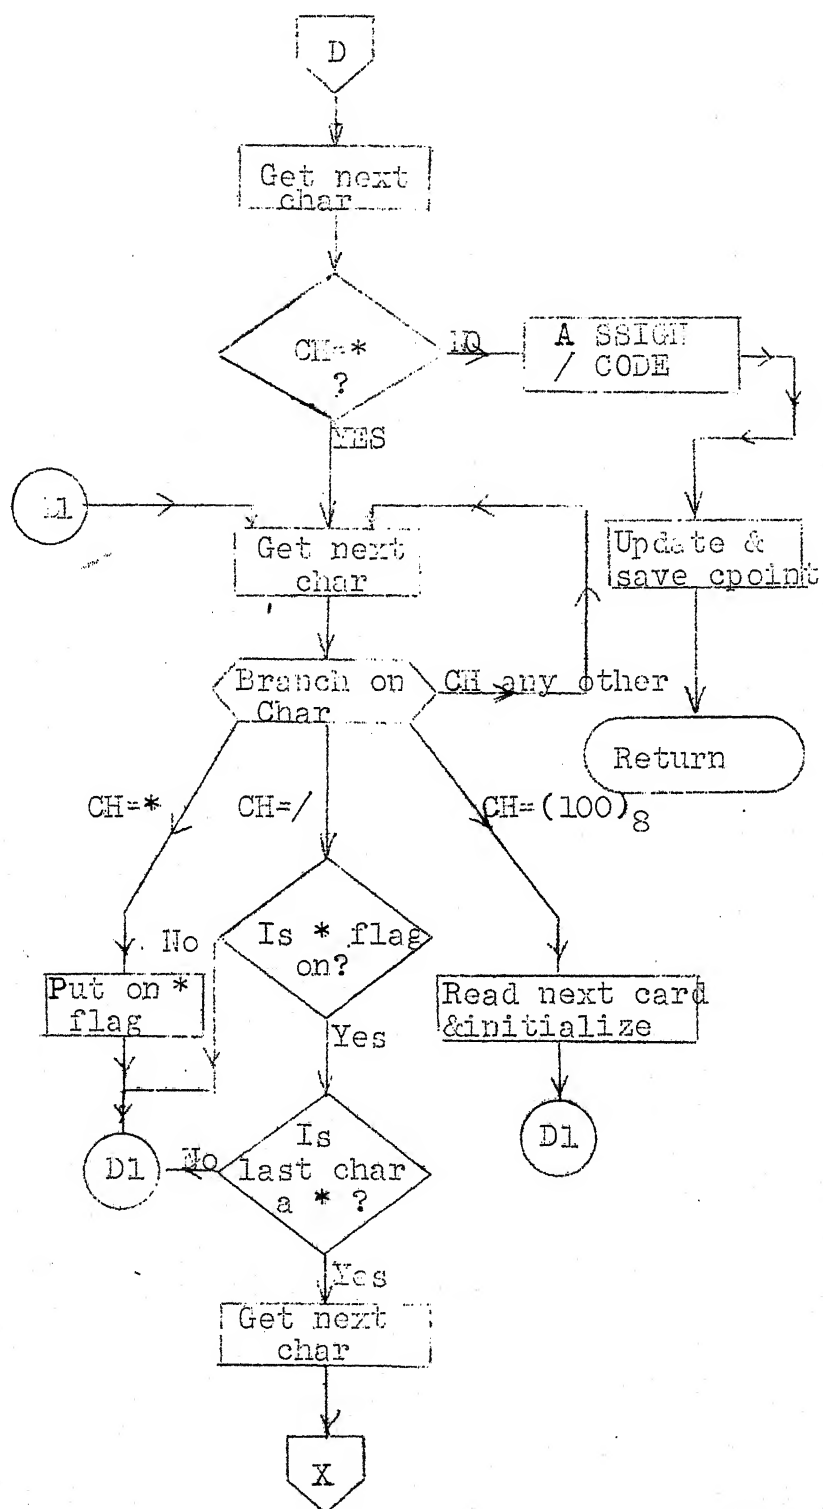 D
Get next
char
CH=*
?
NO
A SSIGN
/ CODE
YES
Get next
char
Update &
save cpoint
Branch on
Char
CH any other
Return
CH=*
CH=/
CH=(100)8
No
Is * flag
on?
Put on *
flag
Read next card
&initialize
Yes
D1
Is
last char
a * ?
No
D1
Yes
Get next
char
X